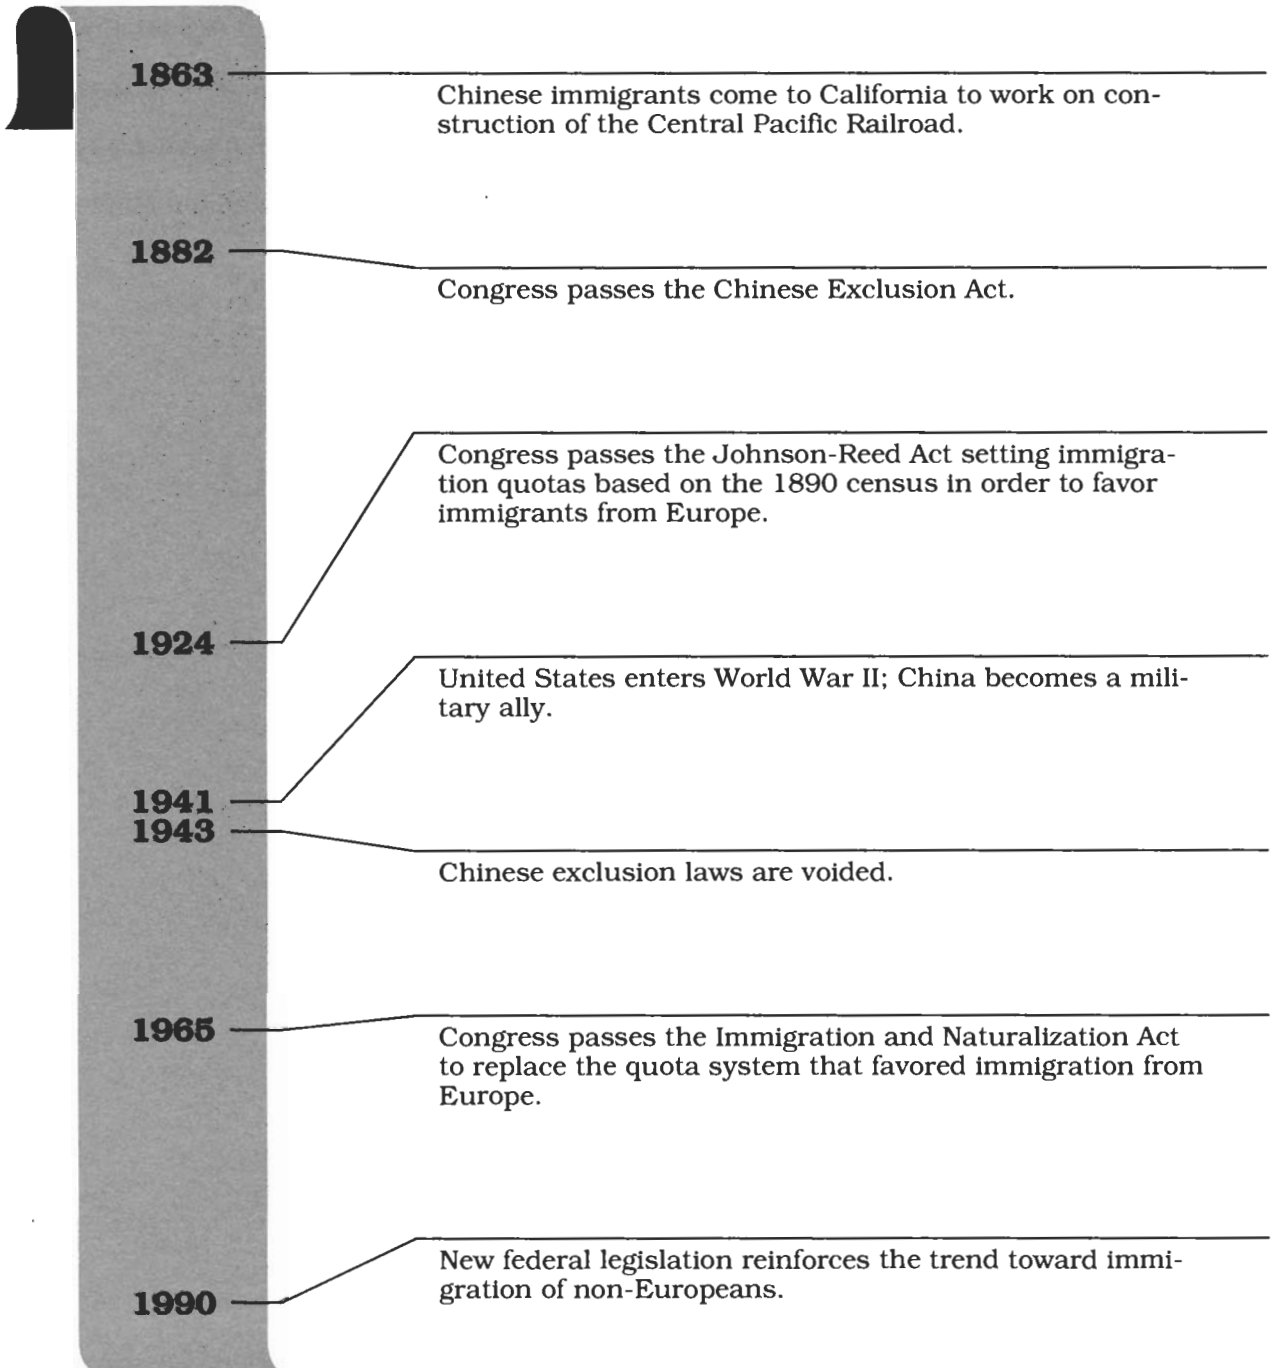 1863
Chinese immigrants come to California to work on con-
struction of the Central Pacific Railroad.
1882
Congress passes the Chinese Exclusion Act.
Congress passes the Johnson-Reed Act setting immigra-
tion quotas based on the 1890 census in order to favor
immigrants from Europe.
1924
United States enters World War II; China becomes a mili-
tary ally.
1941
1943
Chinese exclusion laws are voided.
1965
Congress passes the Immigration and Naturalization Act
to replace the quota system that favored immigration from
Europe.
New federal legislation reinforces the trend toward immi-
gration of non-Europeans.
1990